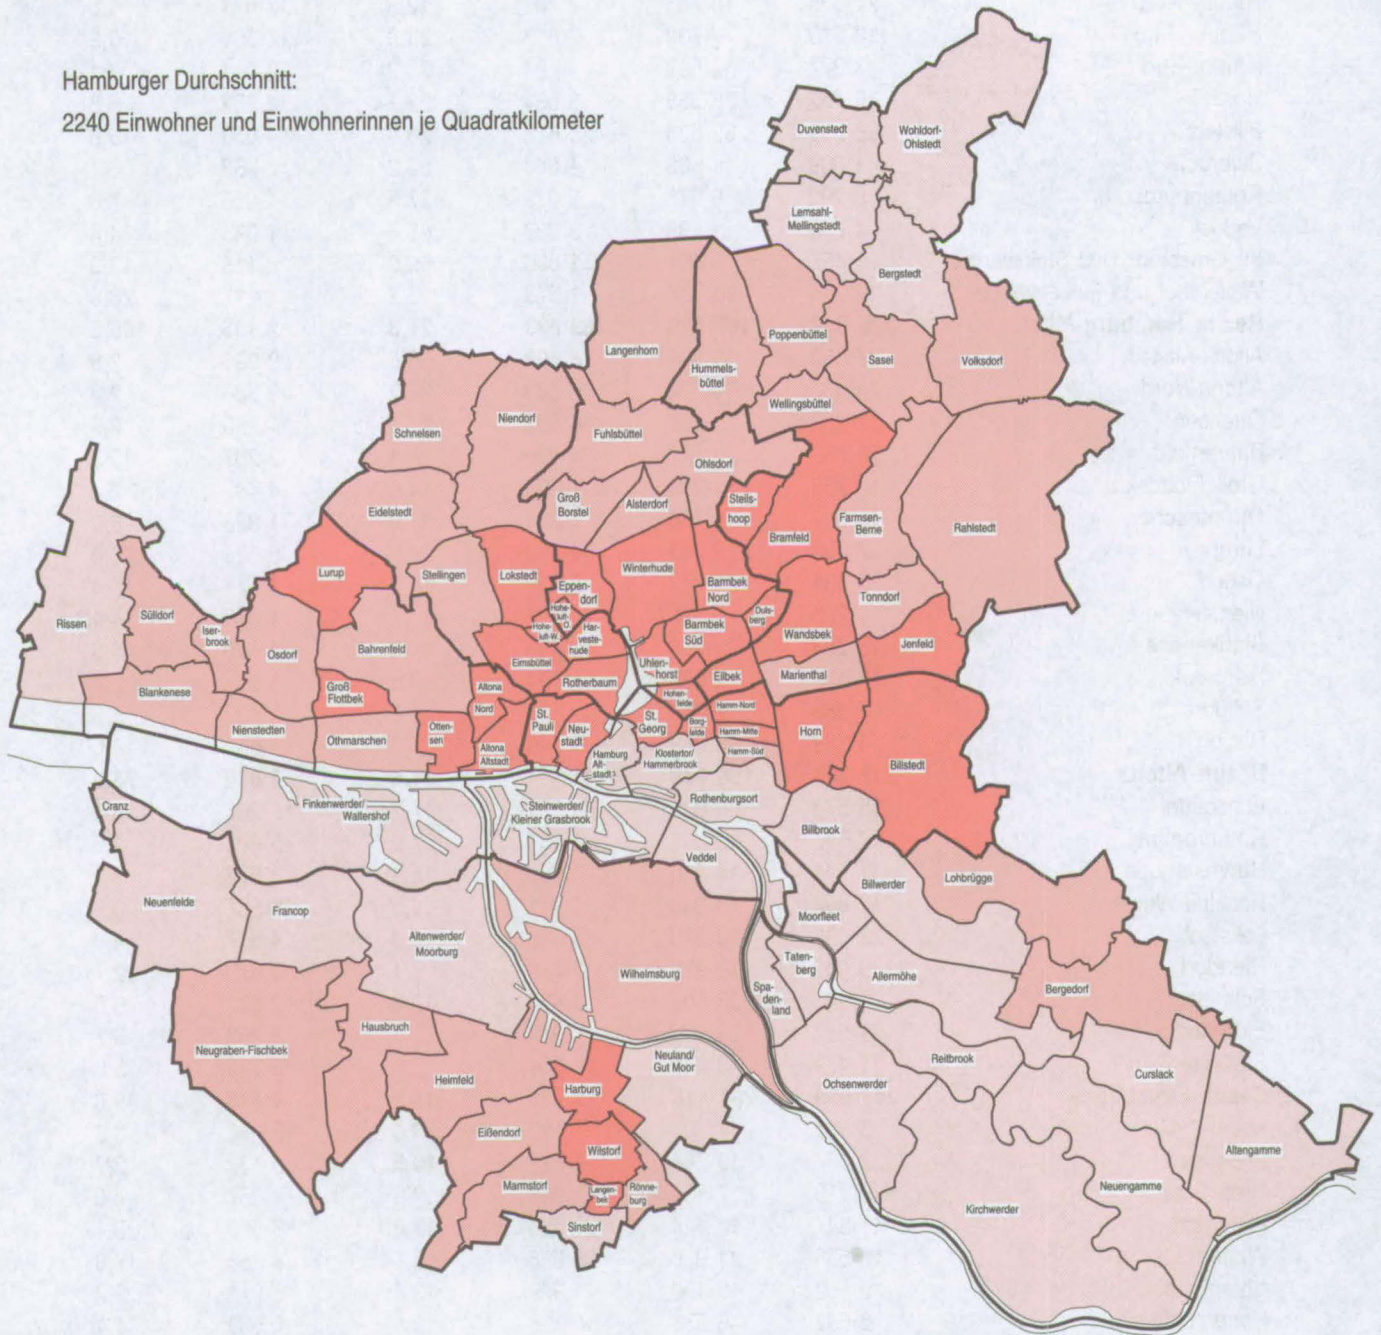 Hamburger Durchschnitt:
2240 Einwohner und Einwohnerinnen je Quadratkilometer
Duvenstedt
Wohldorf-
Ohlstedt
Lemsahl-
Mellingstedt
Bergstedt
Poppenbüttel
Langenhorn
Sasel
Volksdorf
Hummels-
büttel
Wellingsbüttel
Niendorf
Schnelsen
Fuhlsbüttel
Ohlsdorf
Groß
Borstel
Alsterdorf
Steils-
hoop
Eidelstedt
Farmsen-
Berne
Rahlstedt
Bramfeld
Lurup
Stellingen
Lokstedt
Eppen-
dorf
Winterhude
Barmbek
Nord
Tonndorf
Hohe-
luft-
O.
Duls-
berg
Rissen
Sülldorf
Iser-
brook
Osdorf
Bahrenfeld
Hohe-
luft-W.
Har-
veste-
hude
Barmbek
Süd
Wandsbek
Jenfeld
Eimsbüttel
Uhlen-
horst
Eilbek
Marienthal
Blankenese
Groß
Flottbek
Altona
Nord
Rotherbaum
Hohen-
felde
Hamm-Nord
Nienstedten
Othmarschen
Otten-
sen
Altona
Altstadt
St.
Pauli
Neu-
stadt
St.
Georg
Borg-
felde
Hamm-Mitte
Horn
Hamburg
Alt-
stadt
Klostertor/
Hammerbrook
Hamm-Süd
Billstedt
Cranz
Finkenwerder/
Waltershof
Steinwerder/
Kleiner Grasbrook
Rothenburgsort
Billbrook
Veddel
Lohbrügge
Billwerder
Neuenfelde
Francop
Moorfleet
Altenwerder/
Moorburg
Wilhelmsburg
Taten-
berg
Allermöhe
Bergedorf
Spa-
den-
land
Hausbruch
Neugraben-Fischbek
Neuland/
Gut Moor
Reitbrook
Curslack
Heimfeld
Harburg
Ochsenwerder
Eißendorf
Wilstorf
Altengamme
Marmstorf
Langen-
bek
Rönne-
burg
Neuengamme
Kirchwerder
Sinstorf